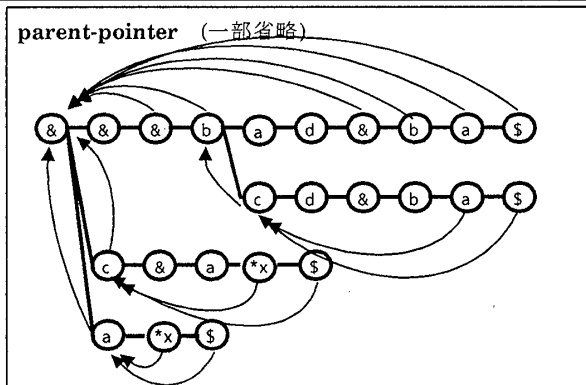 parent-pointer (一部省略)
& & & b a d & b a $
c d & b a $
c & a *x $
a *x $